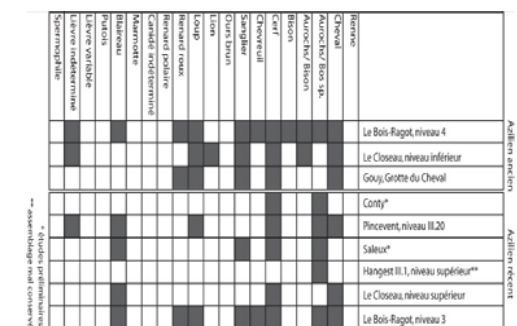 Spermophile
Lièvre indéterminé
Lièvre variable
Putois
Blaireau
Marmotte
Canidé indéterminé
Renard polaire
Renard roux
Loup
Lion
Ours brun
Sanglier
Chevreuil
Cerf
Bison
Aurochs/ Bison
Aurochs/ Bos sp.
Cheval
Renne
Azilien ancien
Le Bois-Ragot, niveau 4
Le Closeau, niveau inférieur
Gouy, Grotte du Cheval
Azilien récent
Conty*
Pincevent, niveau III.20
Saleux*
Hangest III.1, niveau supérieur**
Le Closeau, niveau supérieur
Le Bois-Ragot, niveau 3
* études préliminaires
** assemblage mal conservé